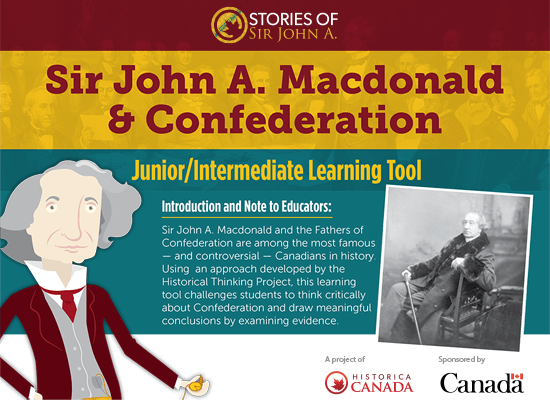 STORIES OF
SIR JOHN A.
Sir John A. Macdonald
& Confederation
Junior/Intermediate Learning Tool
Introduction and Note to Educators:
Sir John A. Macdonald and the Fathers of
Confederation are among the most famous
— and controversial — Canadians in history.
Using an approach developed by the
Historical Thinking Project, this learning
tool challenges students to think critically
about Confederation and draw meaningful
conclusions by examining evidence.
A project of
HISTORICA
CANADA
Sponsored by
Canada